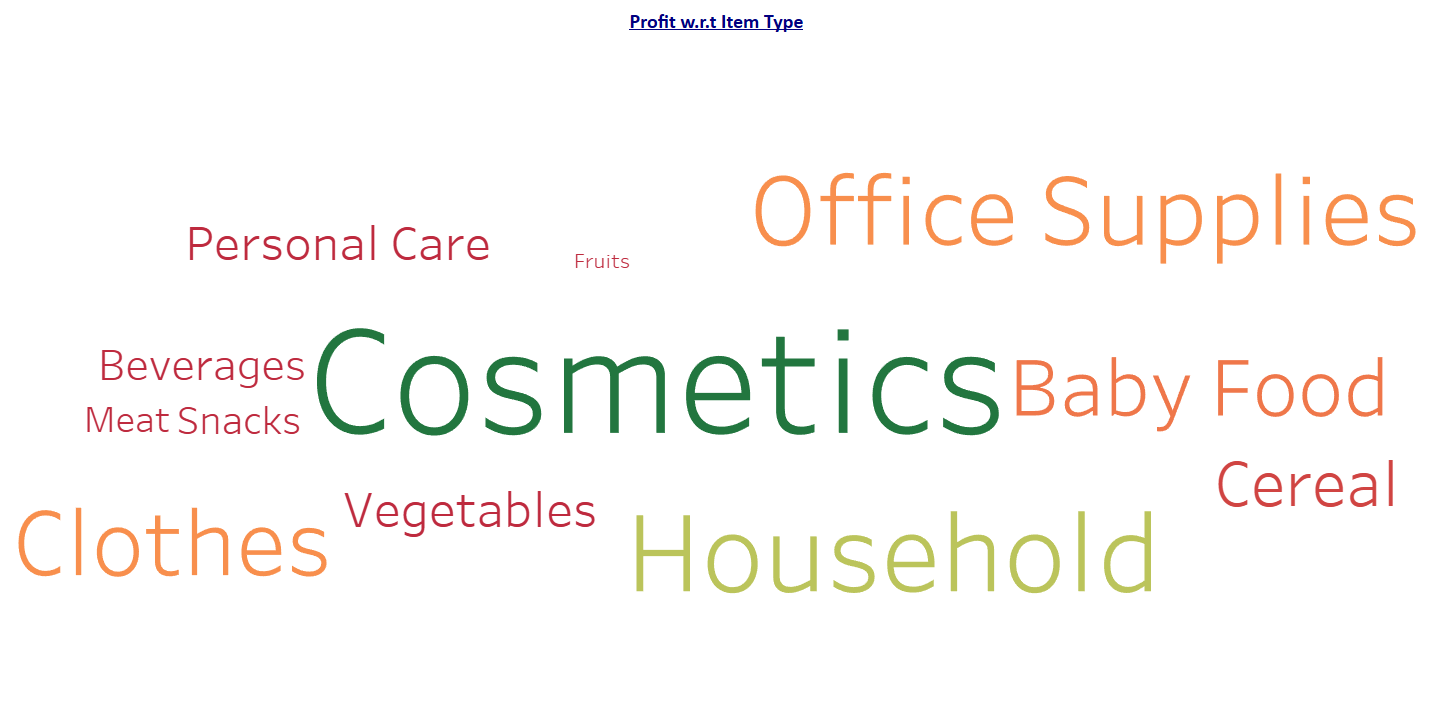 Profit w.r.t Item Type
Office Supplies
Personal Care
Fruits
Beverages
Cosmetics
Baby Food
Meat
Snacks
Cereal
Clothes
Vegetables
Household